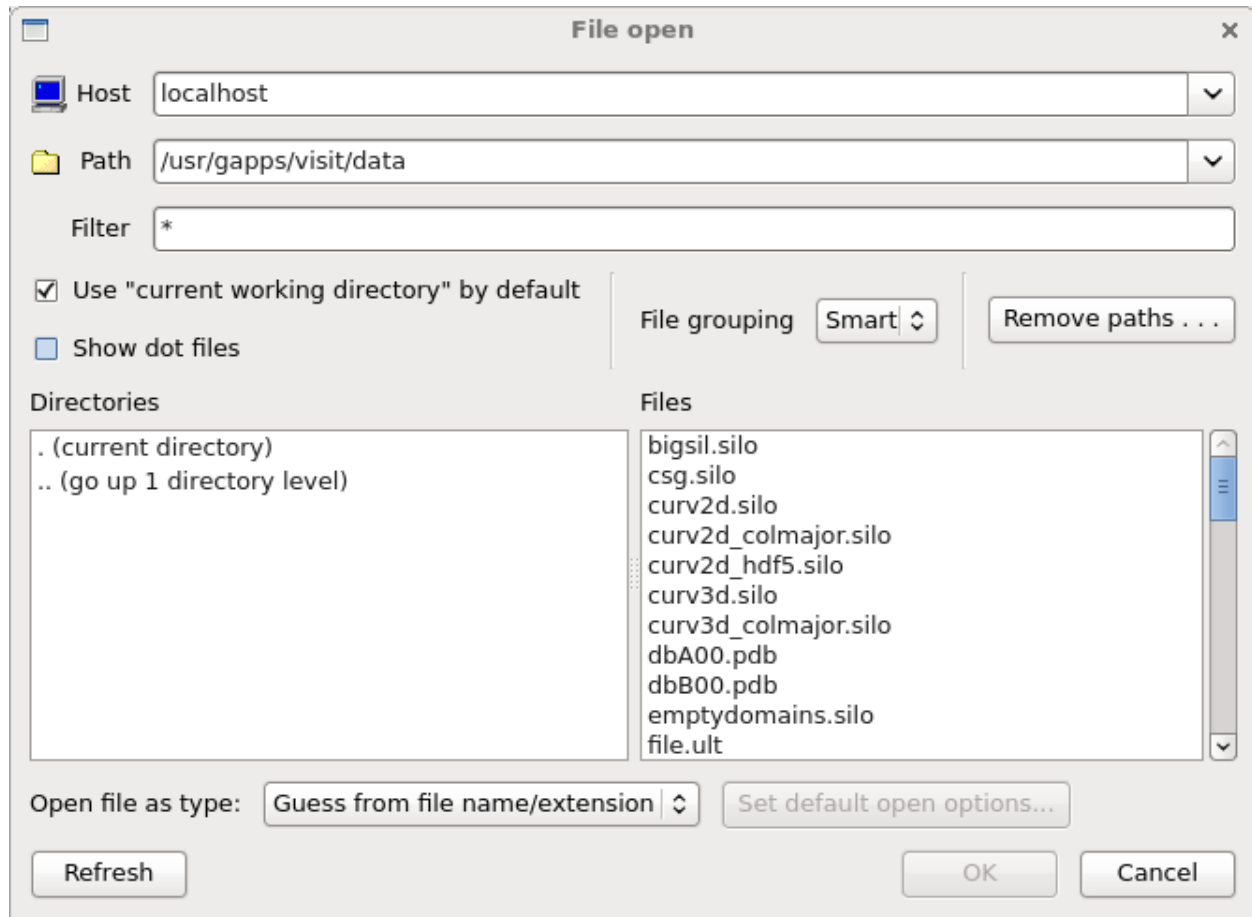 File open
Host localhost
Path /usr/gapps/visit/data
Filter *
Use "current working directory" by default
Show dot files
File grouping Smart
Remove paths . . .
Directories
. (current directory)
.. (go up 1 directory level)
Files
bigsil.silo
csg.silo
curv2d.silo
curv2d_colmajor.silo
curv2d_hdf5.silo
curv3d.silo
curv3d_colmajor.silo
dbA00.pdb
dbB00.pdb
emptydomains.silo
file.ult
Open file as type: Guess from file name/extension Set default open options...
Refresh OK Cancel